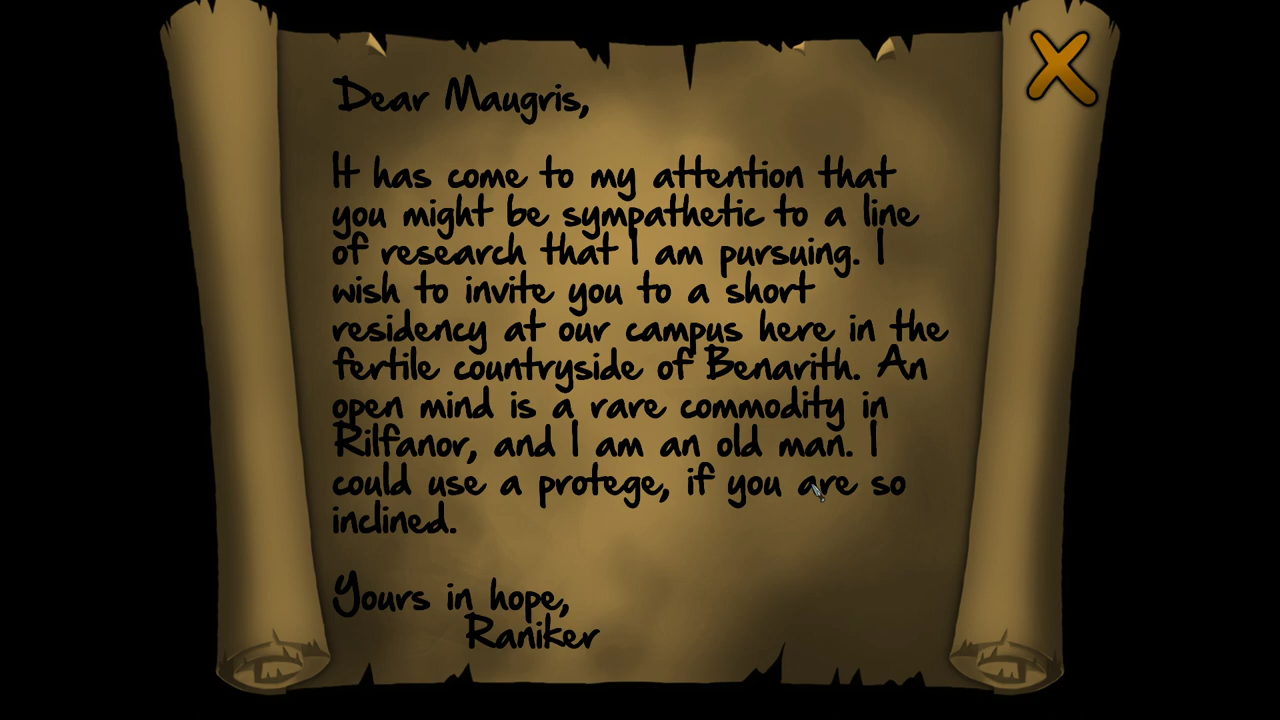 Dear Maugris,
It has come to my attention that
you might be sympathetic to a line
of research that I am pursuing. I
wish to invite you to a short
residency at our campus here in the
fertile countryside of Benarith. An
open mind is a rare commodity in
Rilfanor, and I am an old man. I
could use a protege, if you are so
inclined.
Yours in hope,
Raniker